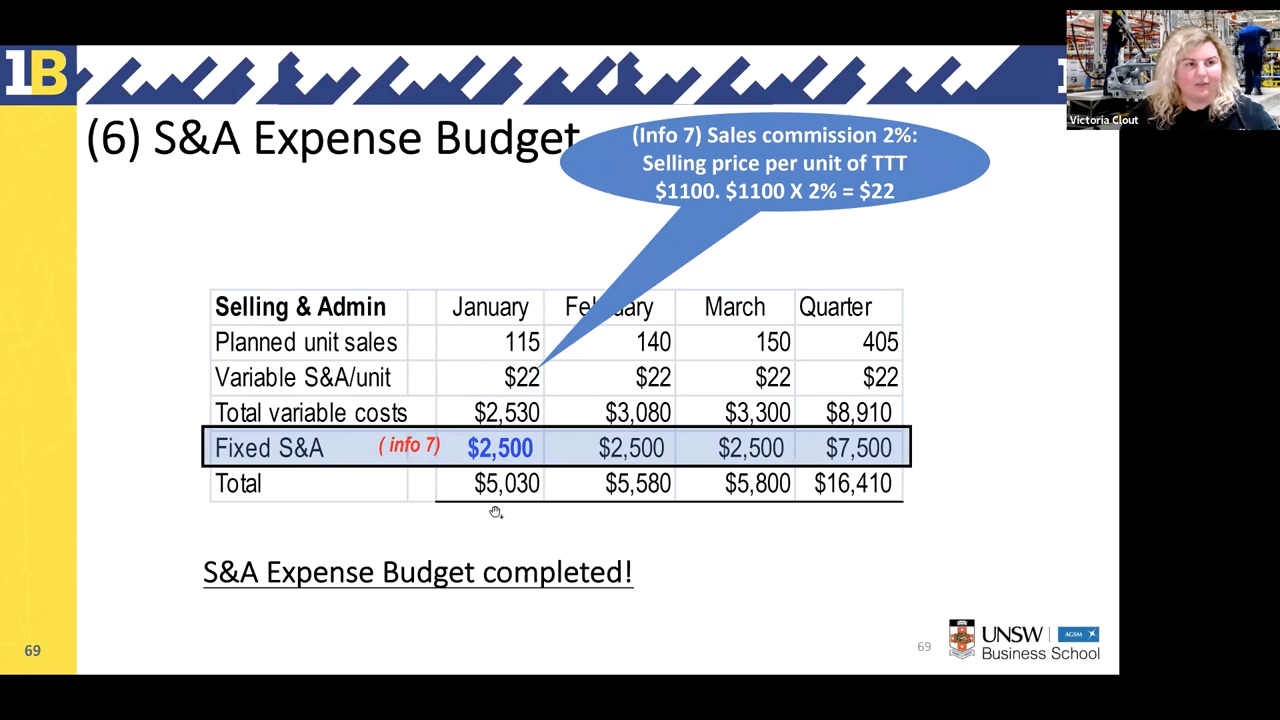 1B
1
Victoria Clout
(6) S&A Expense Budget
(Info 7) Sales commission 2%:
Selling price per unit of TTT
$1100. $1100 X 2% = $22
Selling & Admin January February March Quarter
Planned unit sales 115 140 150 405
Variable S&A/unit $22 $22 $22 $22
Total variable costs $2,530 $3,080 $3,300 $8,910
Fixed S&A ( info 7) $2,500 $2,500 $2,500 $7,500
Total $5,030 $5,580 $5,800 $16,410
S&A Expense Budget completed!
69
69
UNSW AGSM
Business School